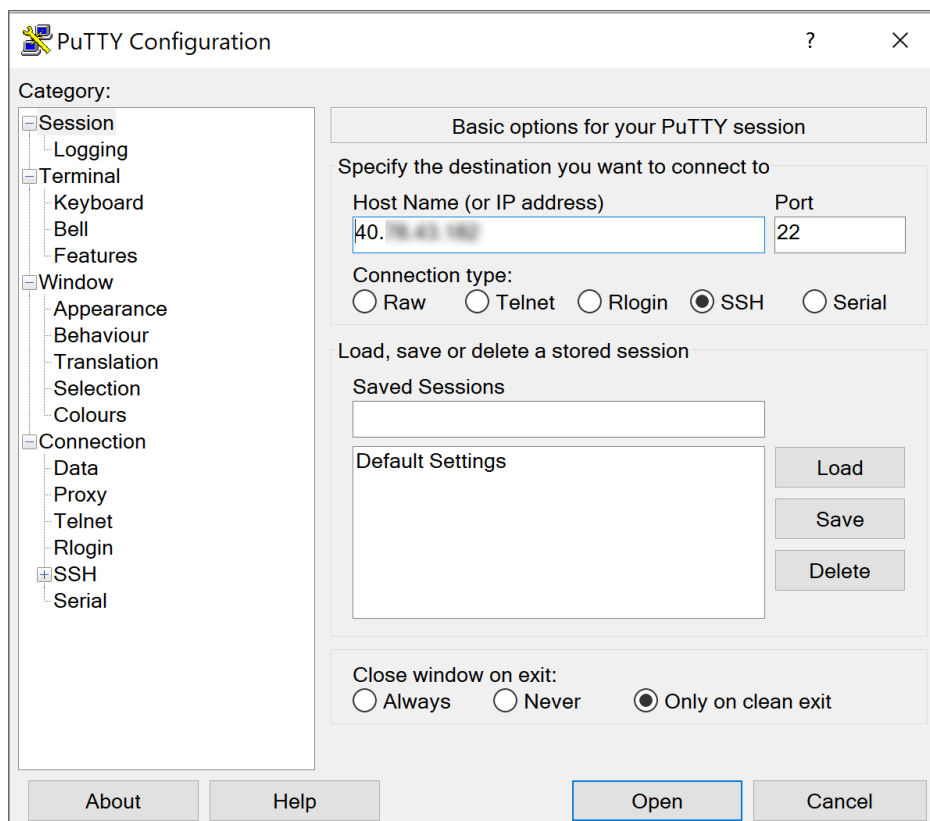 PuTTY Configuration
?
Category:
Session
Logging
Terminal
Keyboard
Bell
Features
Window
Appearance
Behaviour
Translation
Selection
Colours
Connection
Data
Proxy
Telnet
Rlogin
SSH
Serial
Basic options for your PuTTY session
Specify the destination you want to connect to
Host Name (or IP address) Port
40. 22
Connection type:
Raw Telnet Rlogin SSH Serial
Load, save or delete a stored session
Saved Sessions
Default Settings
Load
Save
Delete
Close window on exit:
Always Never Only on clean exit
About Help Open Cancel